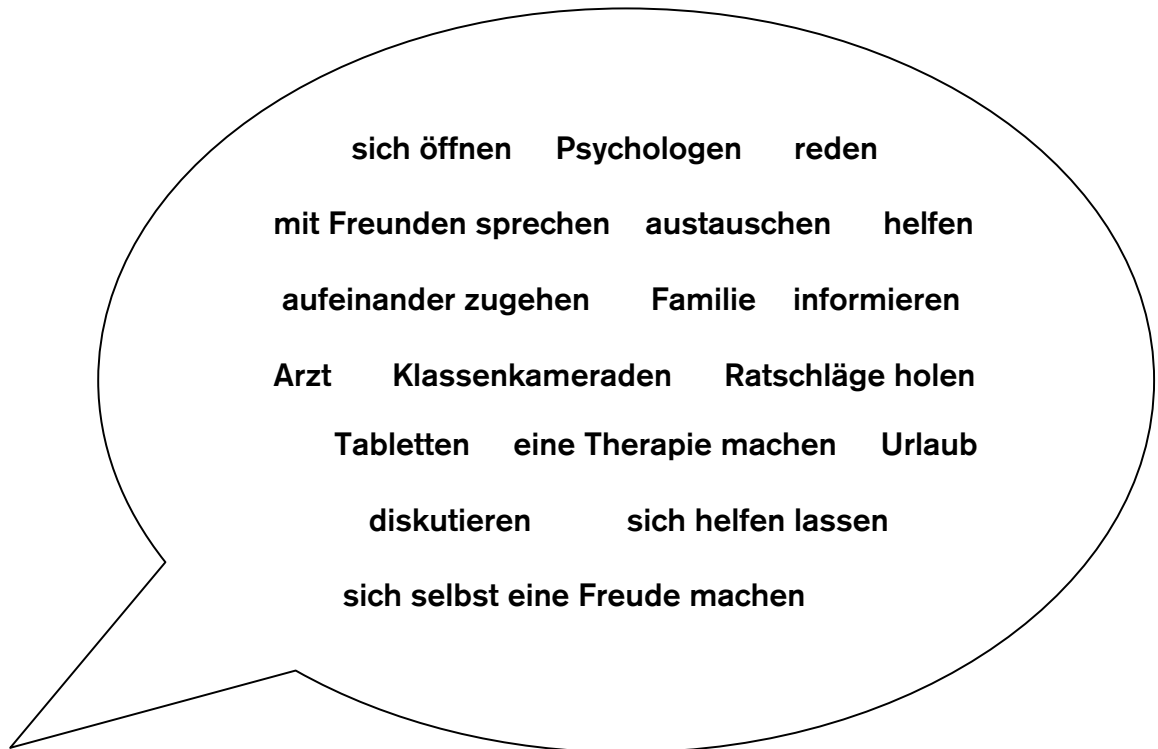 sich öffnen Psychologen reden
mit Freunden sprechen austauschen helfen
aufeinander zugehen Familie informieren
Arzt Klassenkameraden Ratschläge holen
Tabletten eine Therapie machen Urlaub
diskutieren sich helfen lassen
sich selbst eine Freude machen